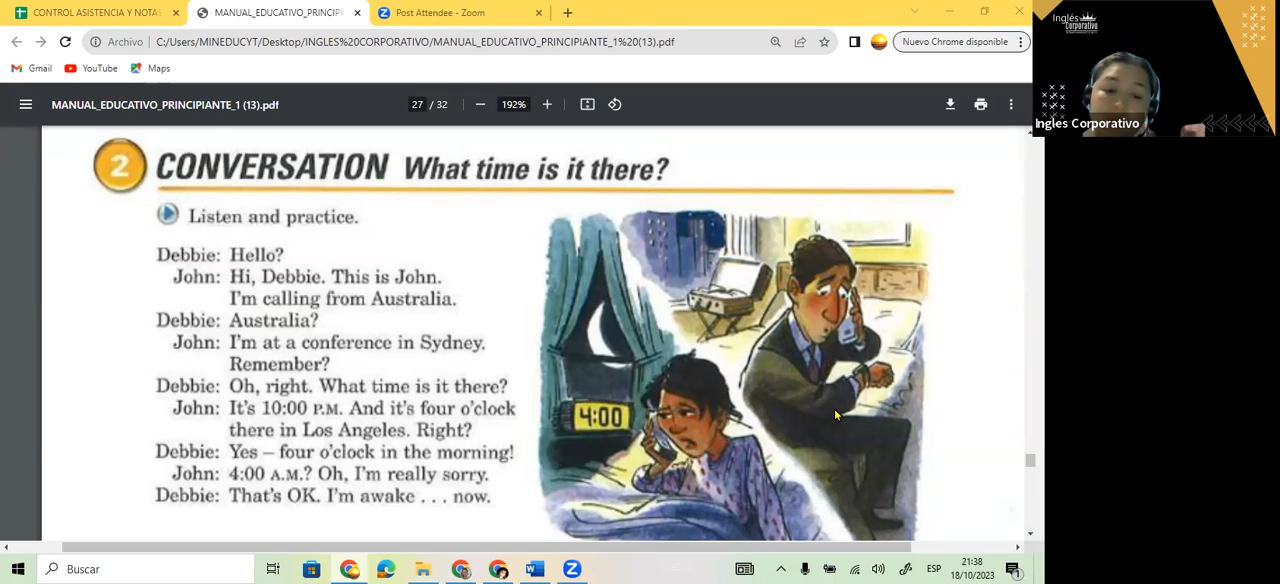 CONTROL ASISTENCIA Y NOTAS
MANUAL_EDUCATIVO_PRINCIPI
Post Attendee - Zoom
Archivo
C:/Users/MINEDUCYT/Desktop/INGLES%20CORPORATIVO/MANUAL_EDUCATIVO_PRINCIPIANTE_1%20(13).pdf
Nuevo Chrome disponible
Gmail
YouTube
Maps
MANUAL_EDUCATIVO_PRINCIPIANTE_1 (13).pdf
27 / 32
192%
Inglés
Corporativo
Ingles Corporativo
2 CONVERSATION What time is it there?
Listen and practice.
Debbie: Hello?
John: Hi, Debbie. This is John.
I'm calling from Australia.
Debbie: Australia?
John: I'm at a conference in Sydney.
Remember?
Debbie: Oh, right. What time is it there?
John: It's 10:00 P.M. And it's four o'clock
there in Los Angeles. Right?
Debbie: Yes – four o'clock in the morning!
John: 4:00 A.M.? Oh, I'm really sorry.
Debbie: That's OK. I'm awake . . . now.
4:00
Buscar
ESP
21:38
18/10/2023